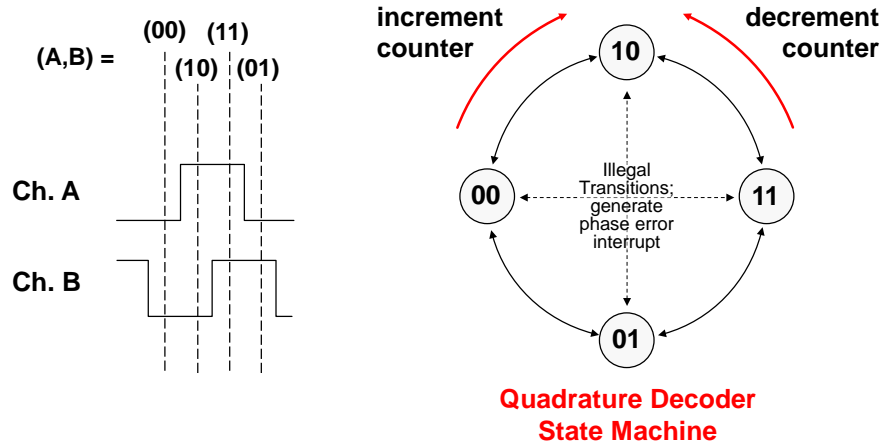 (A,B) =
(00)
(11)
(10)
(01)
Ch. A
Ch. B
increment
counter
decrement
counter
10
00
11
01
Illegal
Transitions;
generate
phase error
interrupt
Quadrature Decoder
State Machine